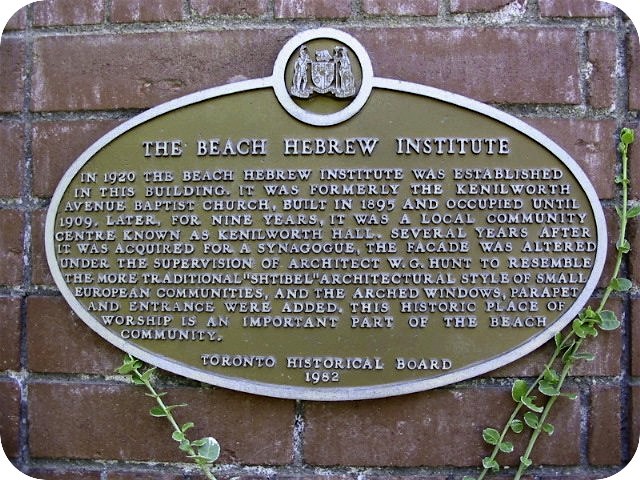 THE BEACH HEBREW INSTITUTE
IN 1920 THE BEACH HEBREW INSTITUTE WAS ESTABLISHED
IN THIS BUILDING. IT WAS FORMERLY THE KENILWORTH
AVENUE BAPTIST CHURCH, BUILT IN 1895 AND OCCUPIED UNTIL
1909. LATER, FOR NINE YEARS, IT WAS A LOCAL COMMUNITY
CENTRE KNOWN AS KENILWORTH HALL. SEVERAL YEARS AFTER
IT WAS ACQUIRED FOR A SYNAGOGUE, THE FACADE WAS ALTERED
UNDER THE SUPERVISION OF ARCHITECT W.G. HUNT TO RESEMBLE
THE MORE TRADITIONAL "SHTIBEL" ARCHITECTURAL STYLE OF SMALL
EUROPEAN COMMUNITIES, AND THE ARCHED WINDOWS, PARAPET
AND ENTRANCE WERE ADDED. THIS HISTORIC PLACE OF
WORSHIP IS AN IMPORTANT PART OF THE BEACH
COMMUNITY.
TORONTO HISTORICAL BOARD
1982